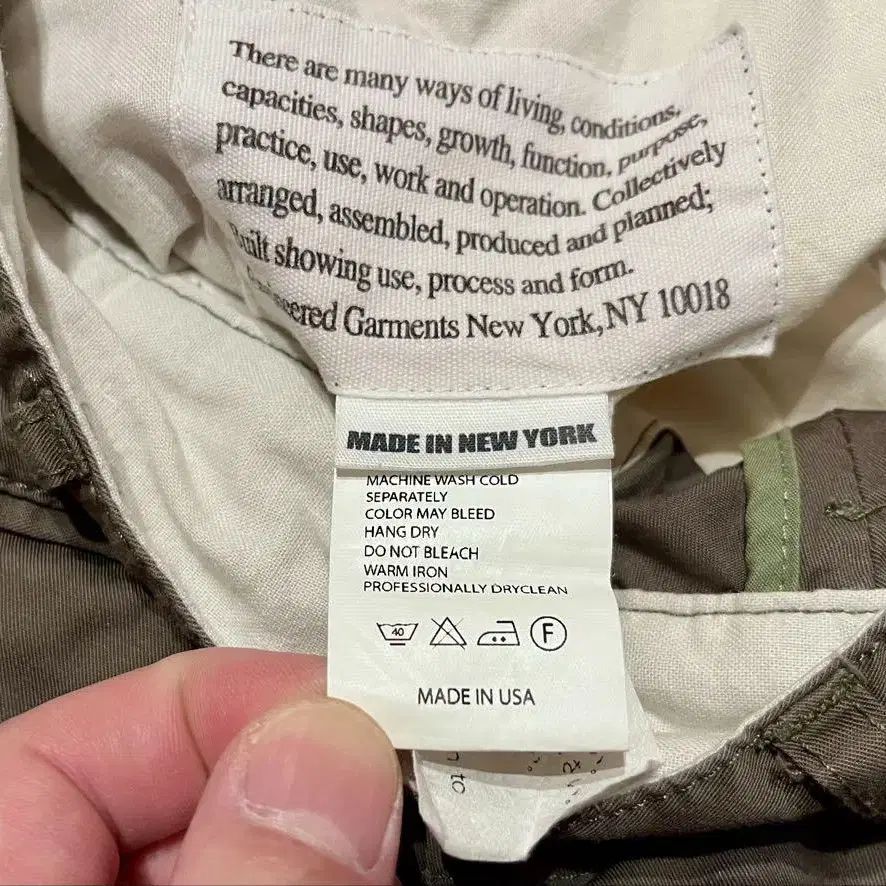 There are many ways of living, conditions,
capacities, shapes, growth, function, purpose,
practice, use, work and operation. Collectively
arranged, assembled, produced and planned;
Built showing use, process and form.
Garments New York, NY 10018
MADE IN NEW YORK
MACHINE WASH COLD
SEPARATELY
COLOR MAY BLEED
HANG DRY
DO NOT BLEACH
WARM IRON
PROFESSIONALLY DRYCLEAN
40
F
MADE IN USA
to